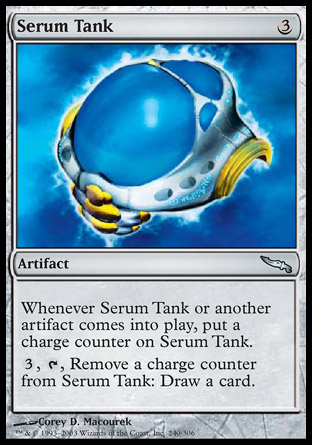 Serum Tank 3
Artifact
Whenever Serum Tank or another
artifact comes into play, put a
charge counter on Serum Tank.
3, , Remove a charge counter
from Serum Tank: Draw a card.
Corey D. Macourek
™ & © 1993–2003 Wizards of the Coast, Inc. 240/306